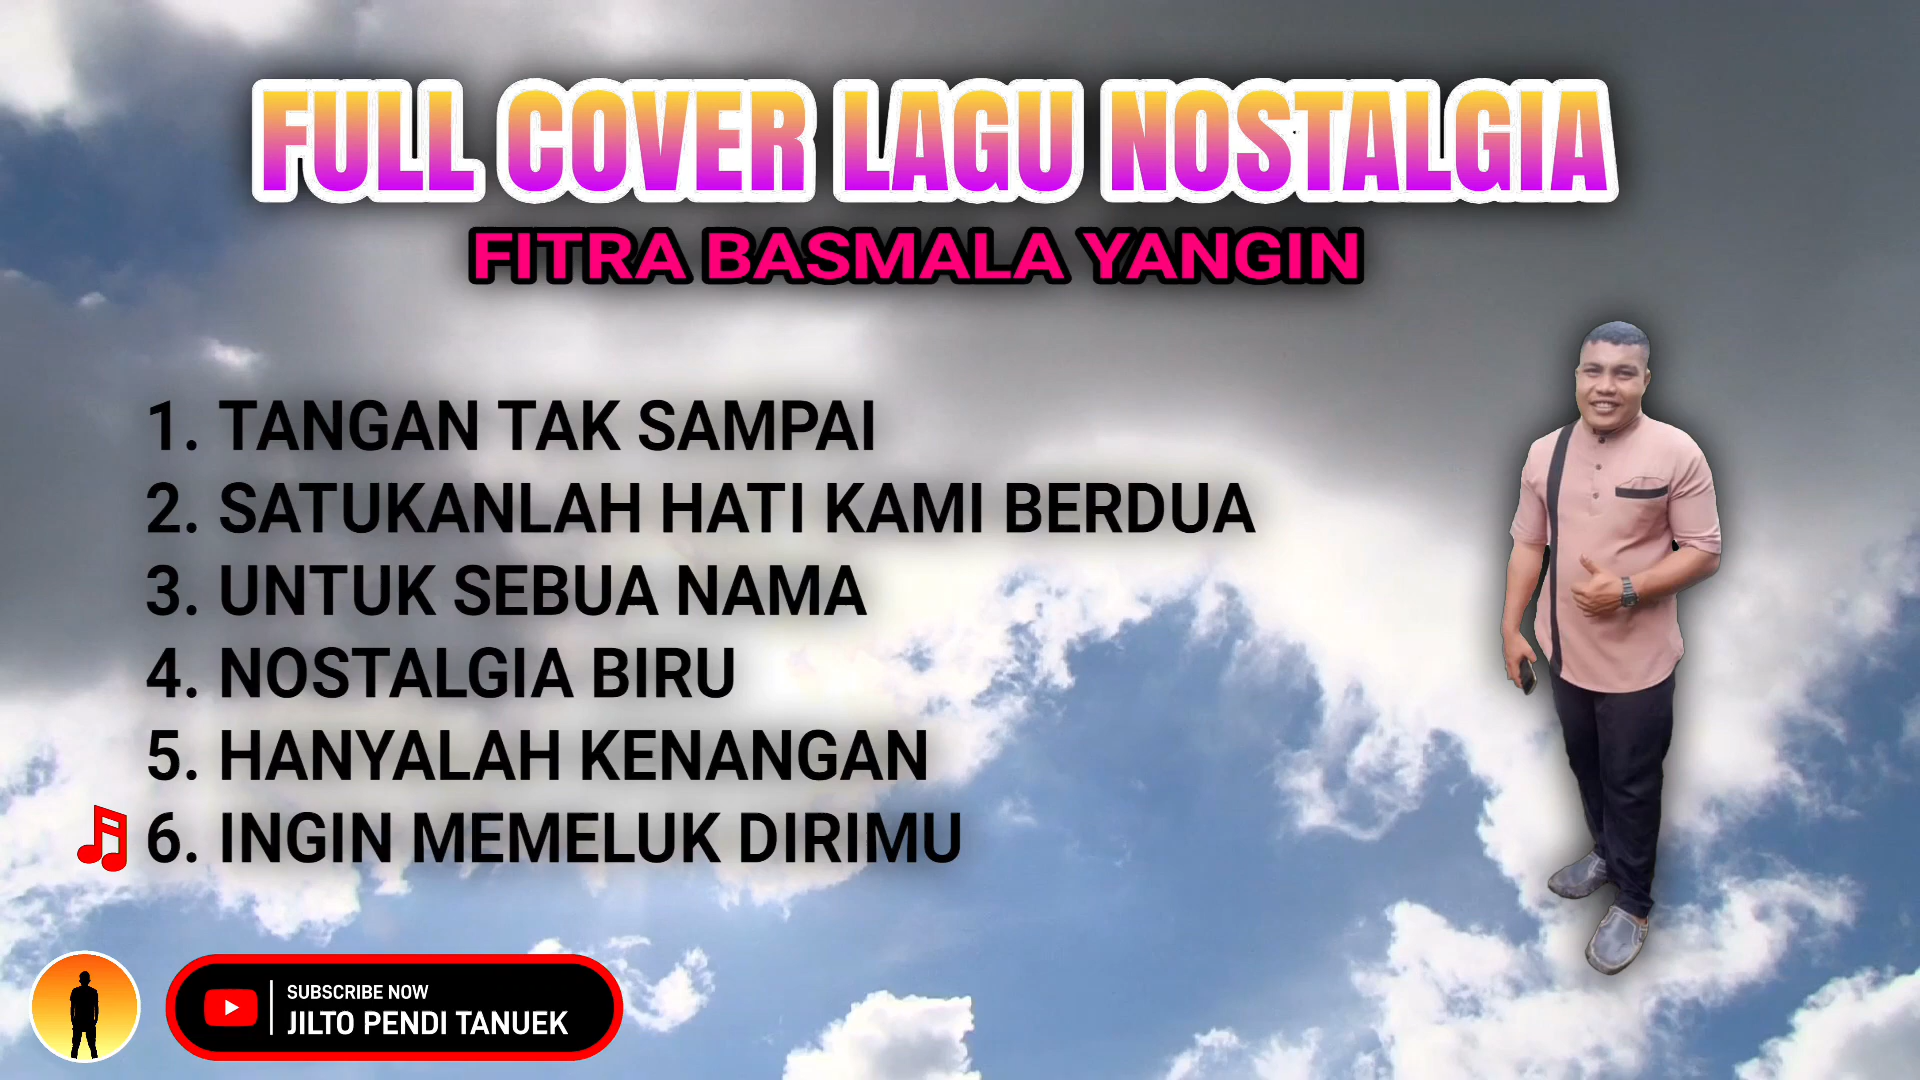 FULL COVER LAGU NOSTALGIA
FITRA BASMALA YANGIN
1. TANGAN TAK SAMPAI
2. SATUKANLAH HATI KAMI BERDUA
3. UNTUK SEBUA NAMA
4. NOSTALGIA BIRU
5. HANYALAH KENANGAN
6. INGIN MEMELUK DIRIMU
SUBSCRIBE NOW
JILTO PENDI TANUEK